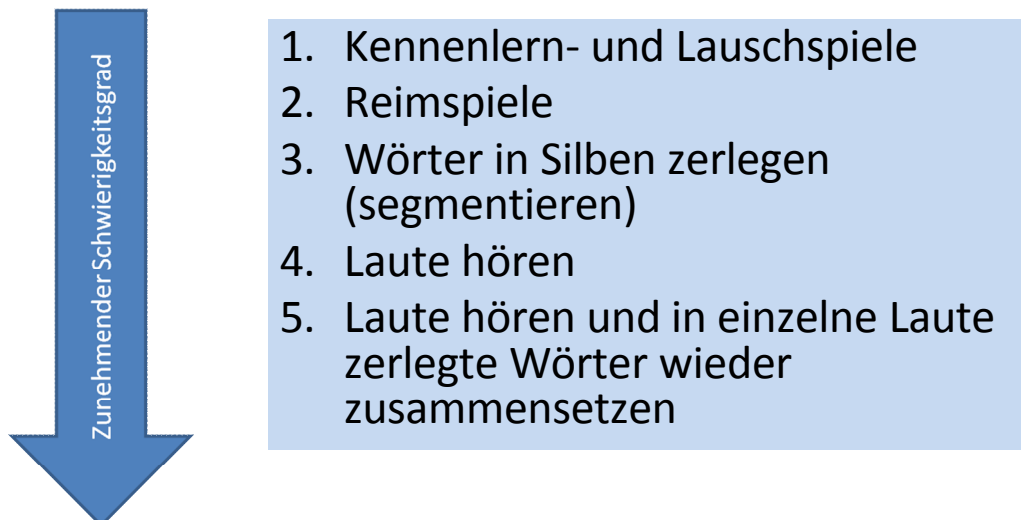 Zunehmender Schwierigkeitsgrad
1. Kennenlern- und Lauschspiele
2. Reimspiele
3. Wörter in Silben zerlegen
(segmentieren)
4. Laute hören
5. Laute hören und in einzelne Laute
zerlegte Wörter wieder
zusammensetzen